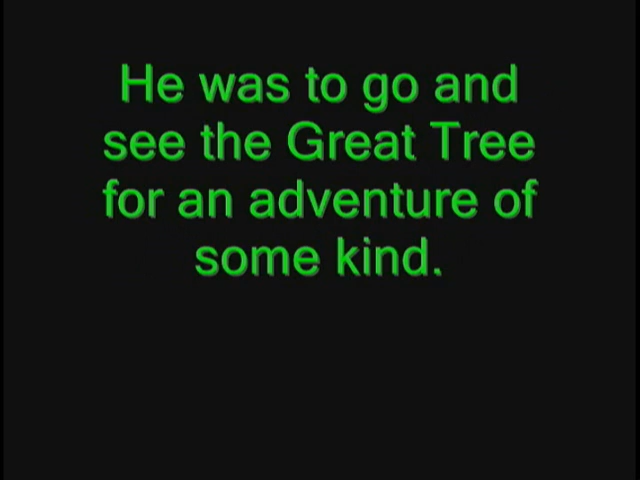 He was to go and
see the Great Tree
for an adventure of
some kind.